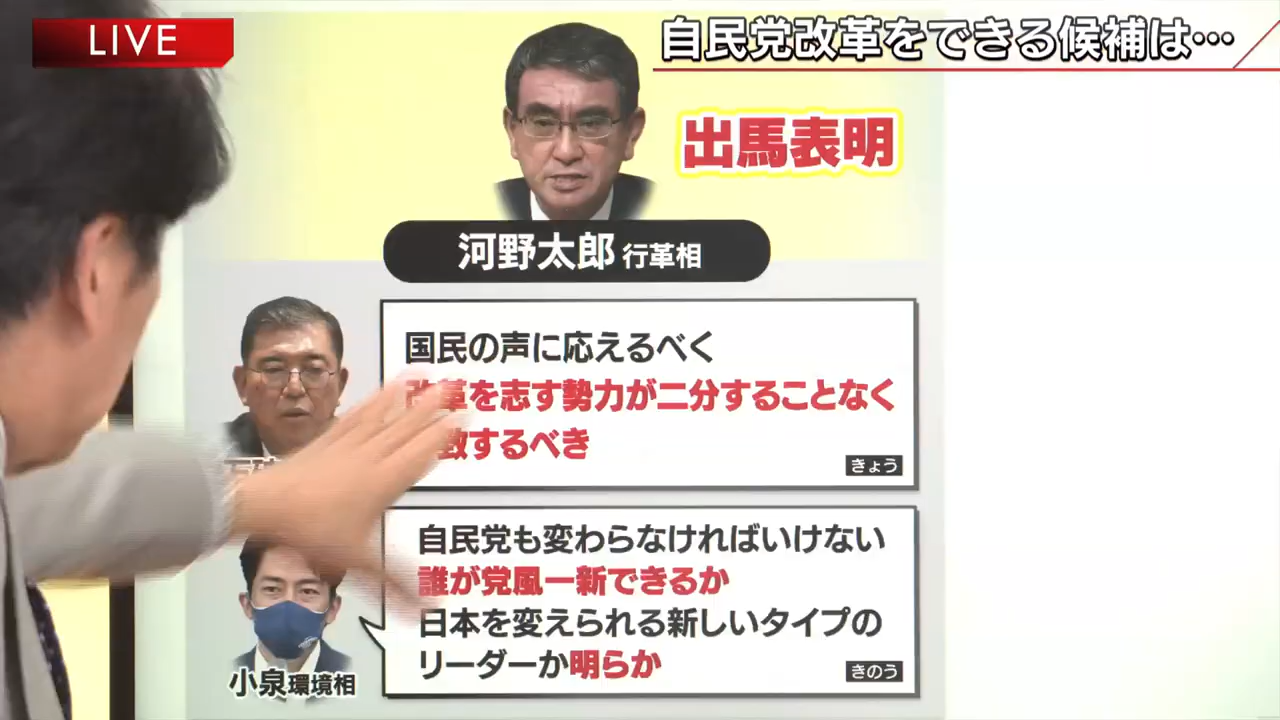 LIVE
自民党改革をできる候補は…
出馬表明
河野太郎 行革相
国民の声に応えるべく
改革を志す勢力が二分することなく
致するべき
きょう
自民党も変わらなければいけない
誰が党風一新できるか
日本を変えられる新しいタイプの
リーダーか明らか
きのう
小泉環境相